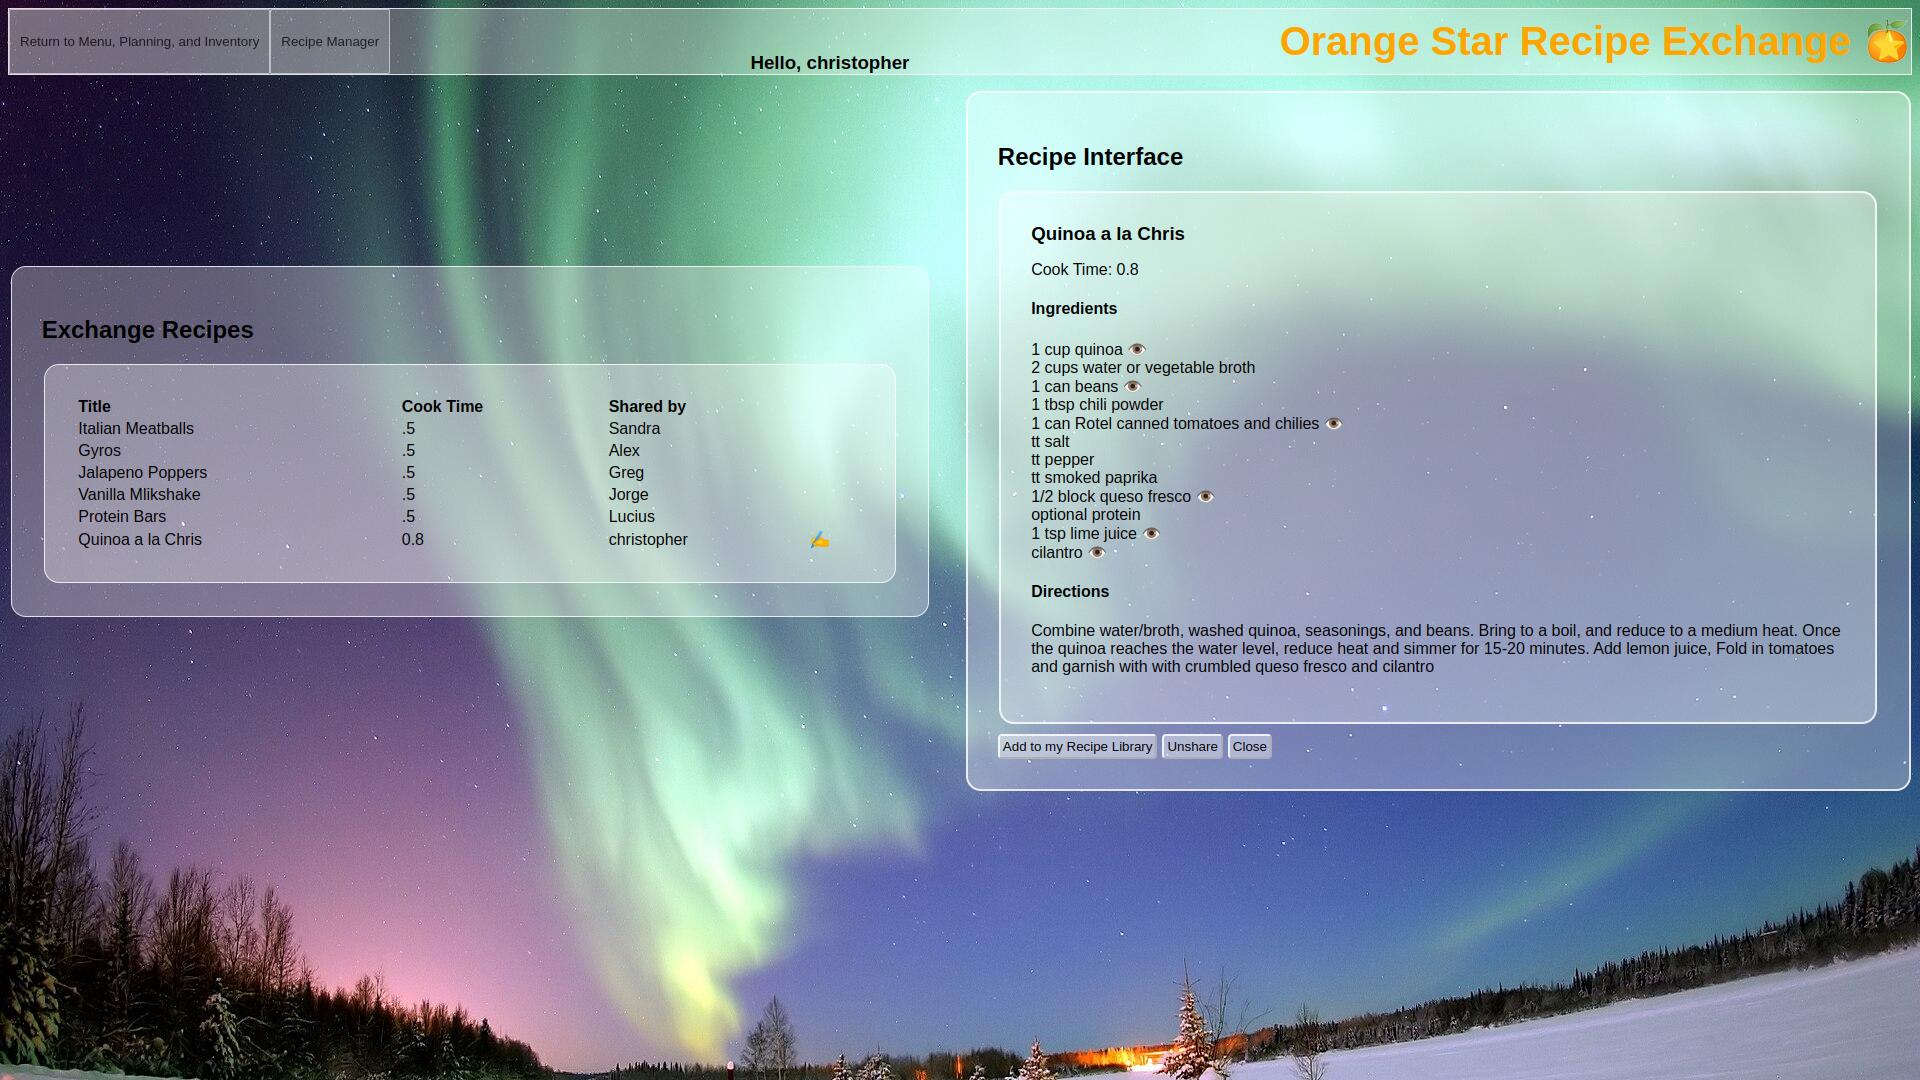 Return to Menu, Planning, and Inventory
Recipe Manager
Hello, christopher
Orange Star Recipe Exchange
Exchange Recipes
Title Cook Time Shared by
Italian Meatballs .5 Sandra
Gyros .5 Alex
Jalapeno Poppers .5 Greg
Vanilla Mlikshake .5 Jorge
Protein Bars .5 Lucius
Quinoa a la Chris 0.8 christopher ✍
Recipe Interface
Quinoa a la Chris
Cook Time: 0.8
Ingredients
1 cup quinoa 👁
2 cups water or vegetable broth
1 can beans 👁
1 tbsp chili powder
1 can Rotel canned tomatoes and chilies 👁
tt salt
tt pepper
tt smoked paprika
1/2 block queso fresco 👁
optional protein
1 tsp lime juice 👁
cilantro 👁
Directions
Combine water/broth, washed quinoa, seasonings, and beans. Bring to a boil, and reduce to a medium heat. Once
the quinoa reaches the water level, reduce heat and simmer for 15-20 minutes. Add lemon juice, Fold in tomatoes
and garnish with with crumbled queso fresco and cilantro
Add to my Recipe Library
Unshare
Close